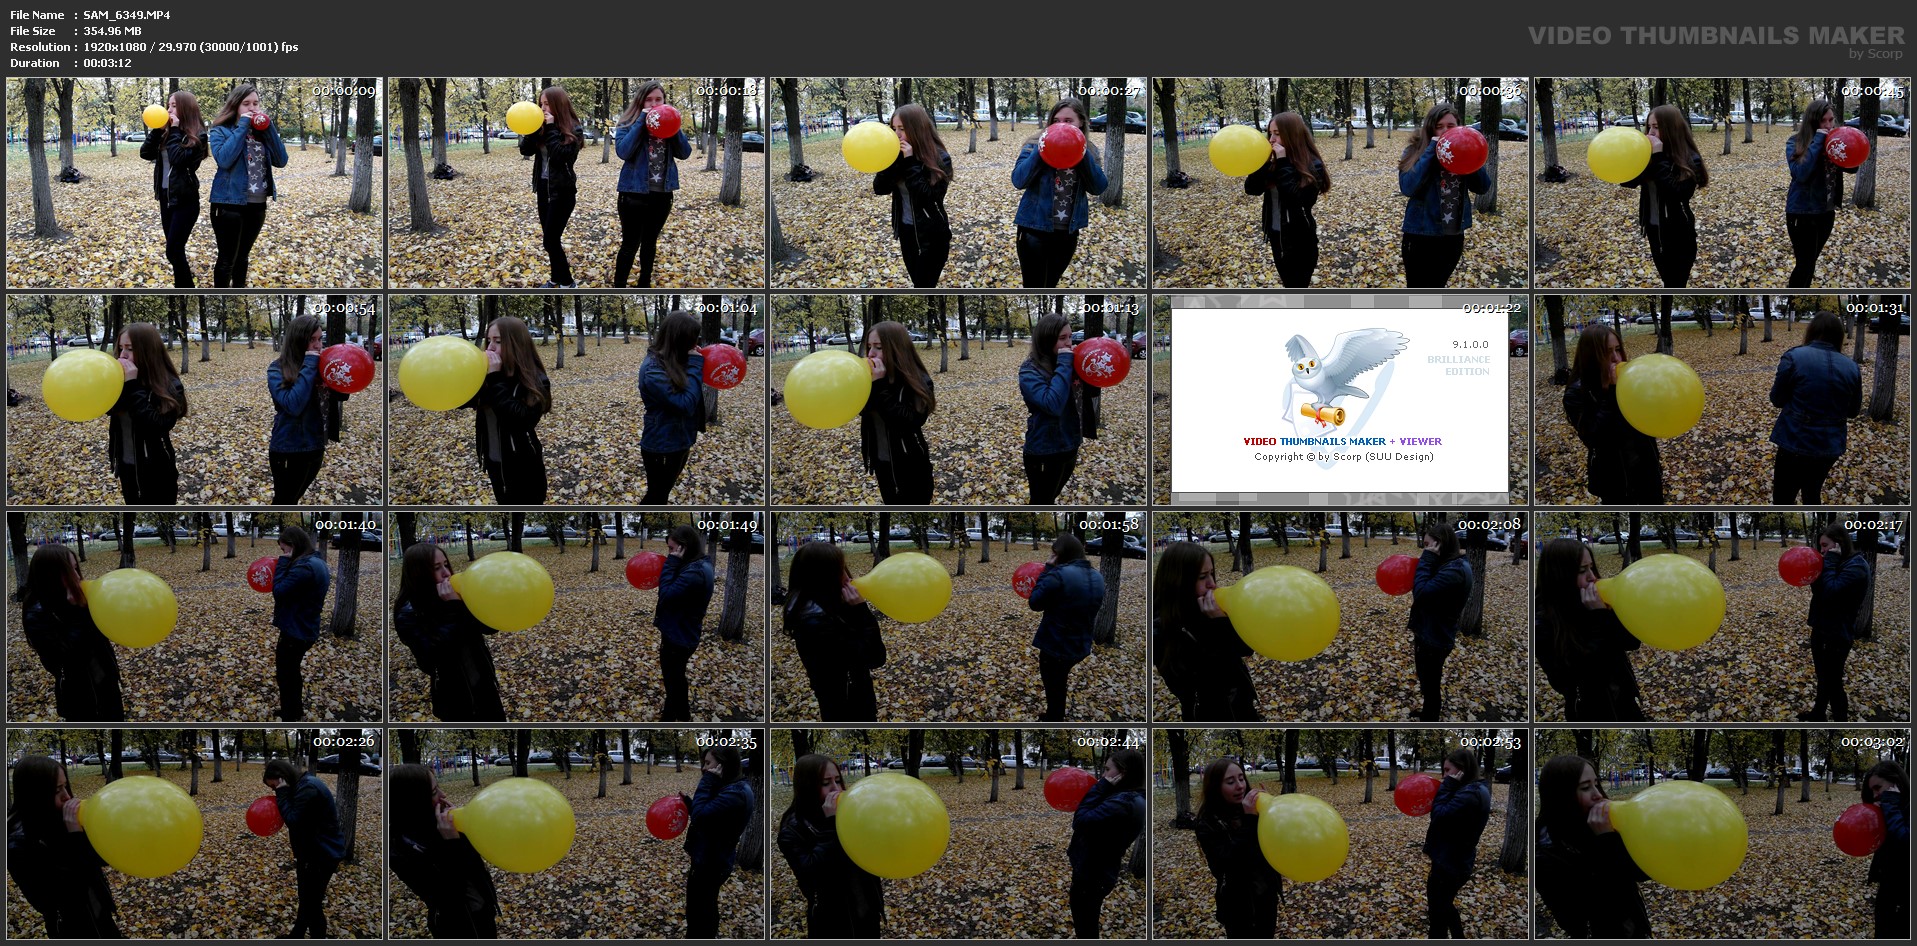 File Name : SAM_6349.MP4
File Size : 354.96 MB
Resolution : 1920x1080 / 29.970 (30000/1001) fps
Duration : 00:03:12
VIDEO THUMBNAILS MAKER
by Scorp
00:00:09
00:00:18
00:00:27
00:00:36
00:00:45
00:00:54
00:01:04
00:01:13
00:01:22
9.1.0.0
BRILLIANCE
EDITION
VIDEO THUMBNAILS MAKER + VIEWER
Copyright © by Scorp (SUU Design)
00:01:31
00:01:40
00:01:49
00:01:58
00:02:08
00:02:17
00:02:26
00:02:35
00:02:44
00:02:53
00:03:02